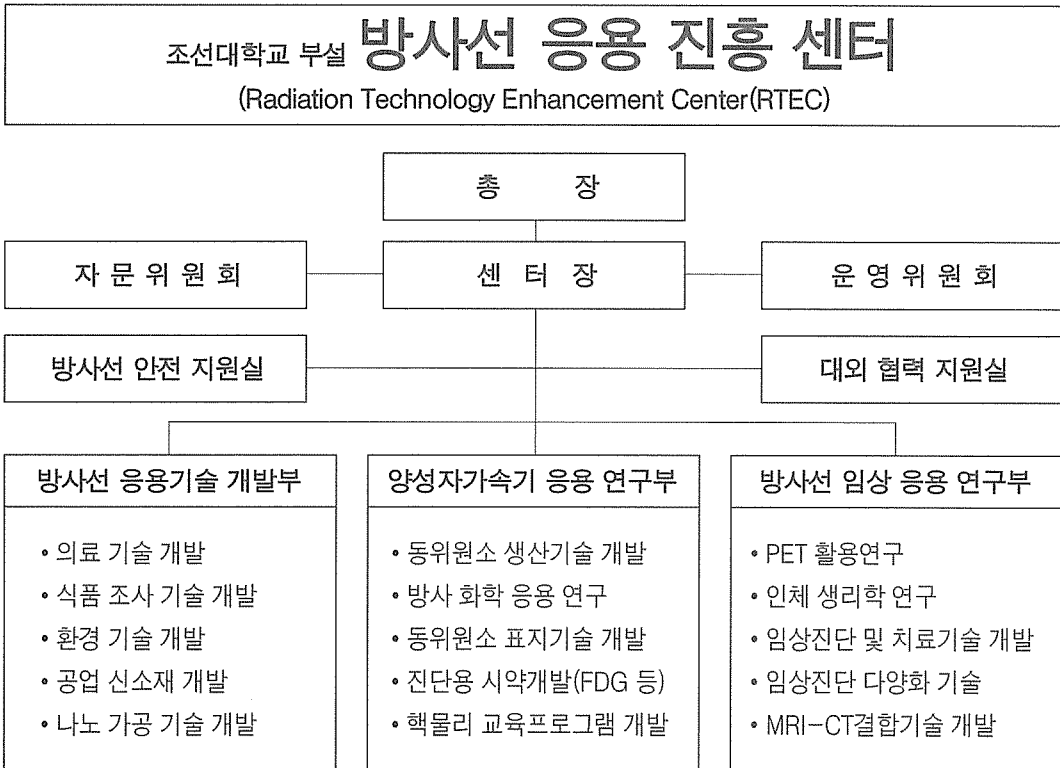 조선대학교 부설 방사선 응용 진흥 센터
(Radiation Technology Enhancement Center(RTEC)
총 장
자 문 위 원 회
센 터 장
운 영 위 원 회
방사선 안전 지원실
대외 협력 지원실
방사선 응용기술 개발부
• 의료 기술 개발
• 식품 조사 기술 개발
• 환경 기술 개발
• 공업 신소재 개발
• 나노 가공 기술 개발
양성자가속기 응용 연구부
• 동위원소 생산기술 개발
• 방사 화학 응용 연구
• 동위원소 표지기술 개발
• 진단용 시약개발(FDG 등)
• 핵물리 교육프로그램 개발
방사선 임상 응용 연구부
• PET 활용연구
• 인체 생리학 연구
• 임상진단 및 치료기술 개발
• 임상진단 다양화 기술
• MRI-CT결합기술 개발